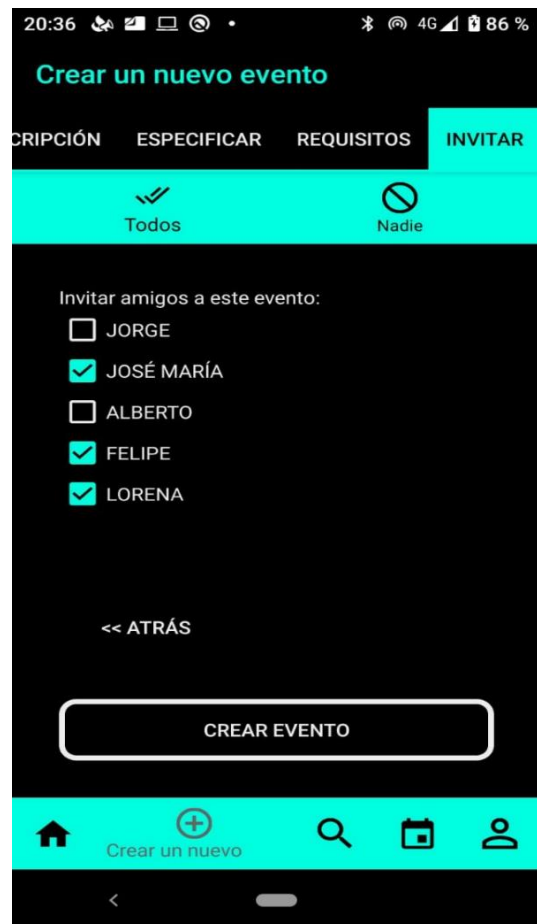 20:36 4G 86 %
Crear un nuevo evento
CRIPCIÓN ESPECIFICAR REQUISITOS INVITAR
Todos Nadie
Invitar amigos a este evento:
JORGE
JOSÉ MARÍA
ALBERTO
FELIPE
LORENA
<< ATRÁS
CREAR EVENTO
Crear un nuevo